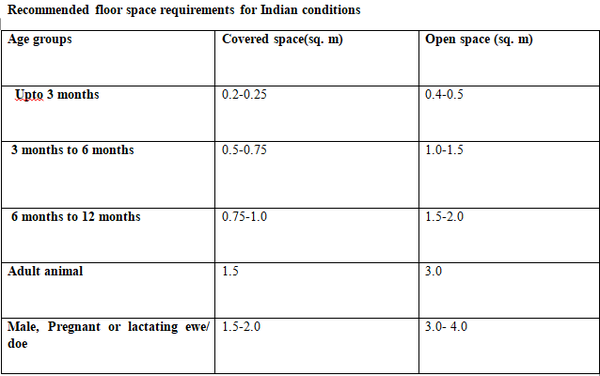 Recommended floor space requirements for Indian conditions
Age groups Covered space(sq. m) Open space (sq. m)
Upto 3 months 0.2-0.25 0.4-0.5
3 months to 6 months 0.5-0.75 1.0-1.5
6 months to 12 months 0.75-1.0 1.5-2.0
Adult animal 1.5 3.0
Male, Pregnant or lactating ewe/ 1.5-2.0 3.0- 4.0
doe